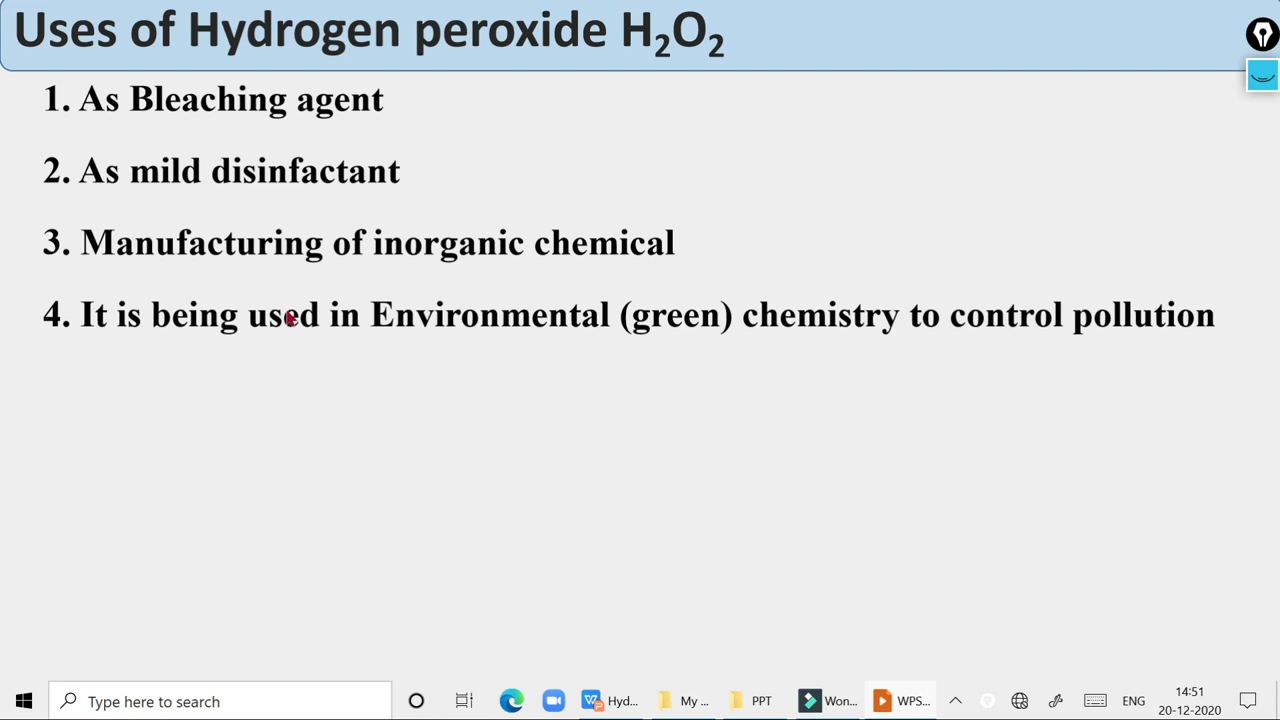 Uses of Hydrogen peroxide H₂O₂
1. As Bleaching agent
2. As mild disinfactant
3. Manufacturing of inorganic chemical
4. It is being used in Environmental (green) chemistry to control pollution
Type here to search
Hyd...
My ...
PPT
Won...
WPS...
ENG
14:51
20-12-2020